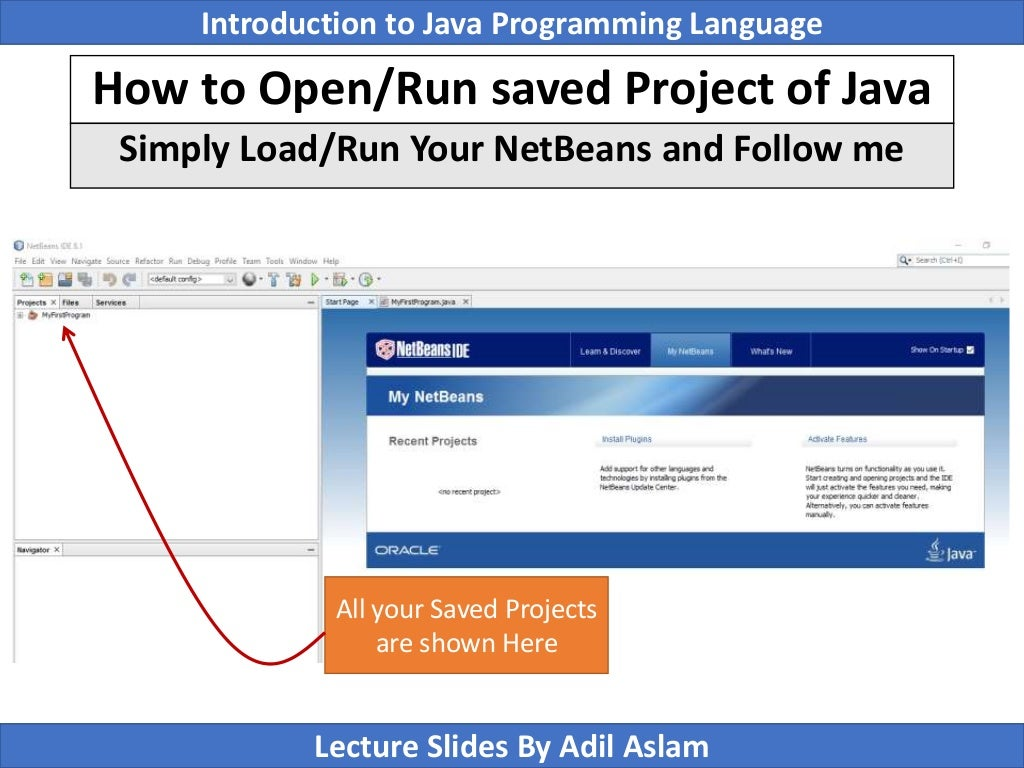 Introduction to Java Programming Language
How to Open/Run saved Project of Java
Simply Load/Run Your NetBeans and Follow me
NetBeans IDE 8.1
File Edit View Navigate Source Refactor Run Debug Profile Team Tools Window Help
Search (Ctrl+I)
<default config>
Projects Files Services
Start Page MyFirstProgram.java
MyFirstProgram
NetBeans IDE
Learn & Discover My NetBeans What's New Show On Startup
My NetBeans
Recent Projects
<no recent project>
Install Plugins
Add support for other languages and
technologies by installing plugins from the
NetBeans Update Center.
Activate Features
NetBeans turns on functionality as you use it.
Start creating and opening projects and the IDE
will just activate the features you need, making
your experience quicker and cleaner.
Alternatively, you can activate features
manually.
Navigator
ORACLE
Java
All your Saved Projects
are shown Here
Lecture Slides By Adil Aslam